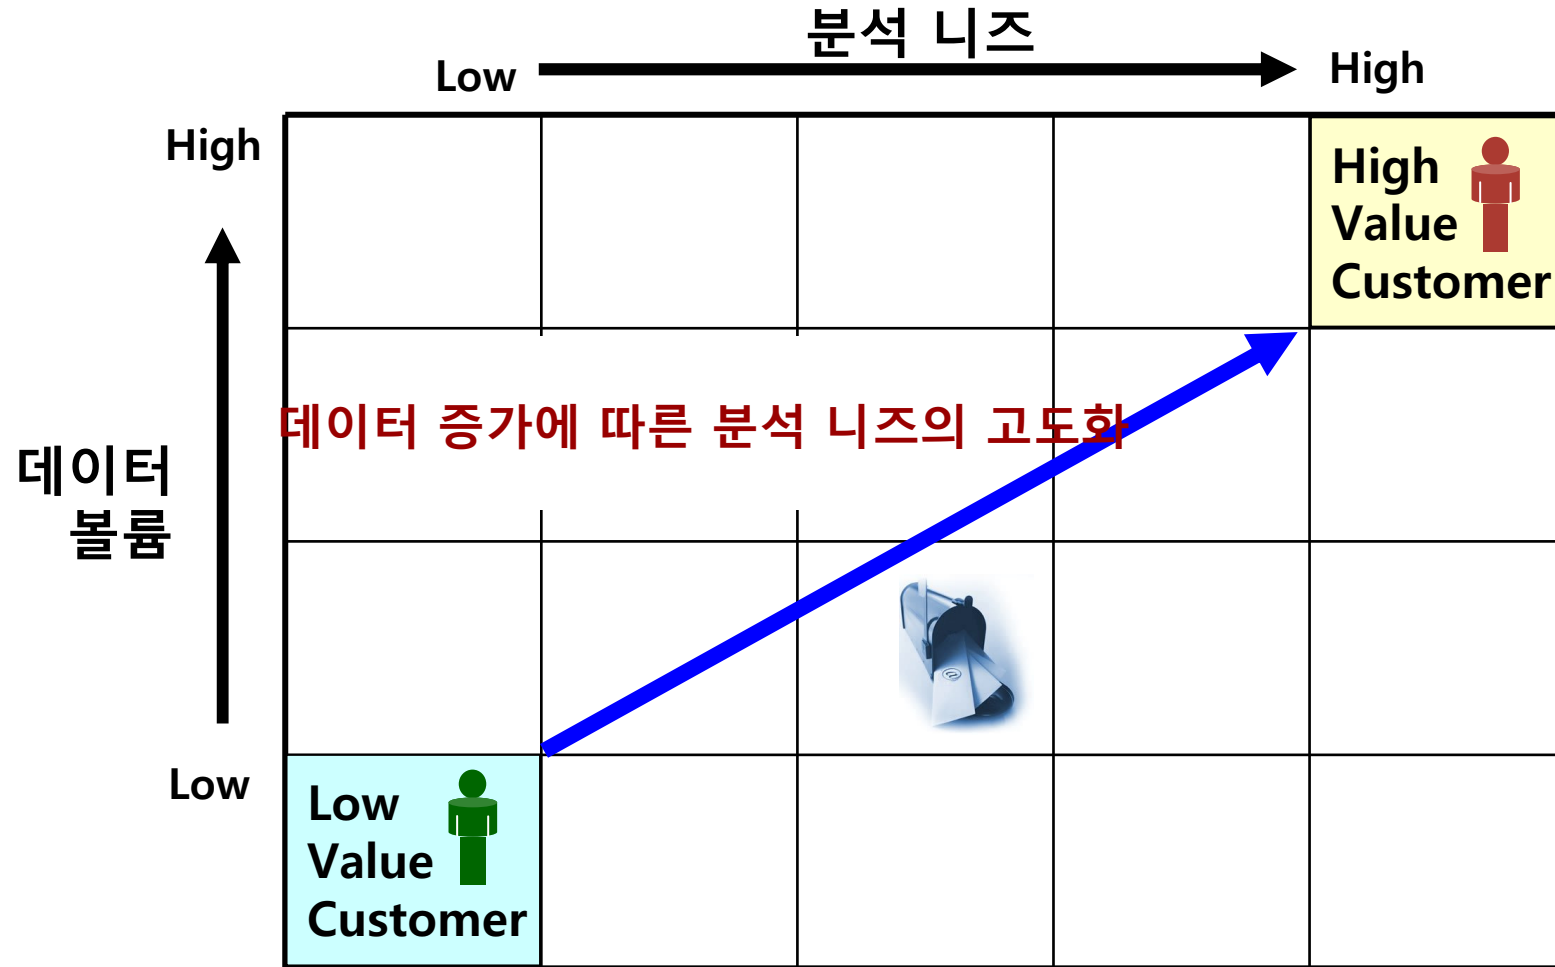 분석 니즈
Low
High
High
High
Value
Customer
데이터 증가에 따른 분석 니즈의 고도화
데이터
볼륨
Low
Low
Value
Customer